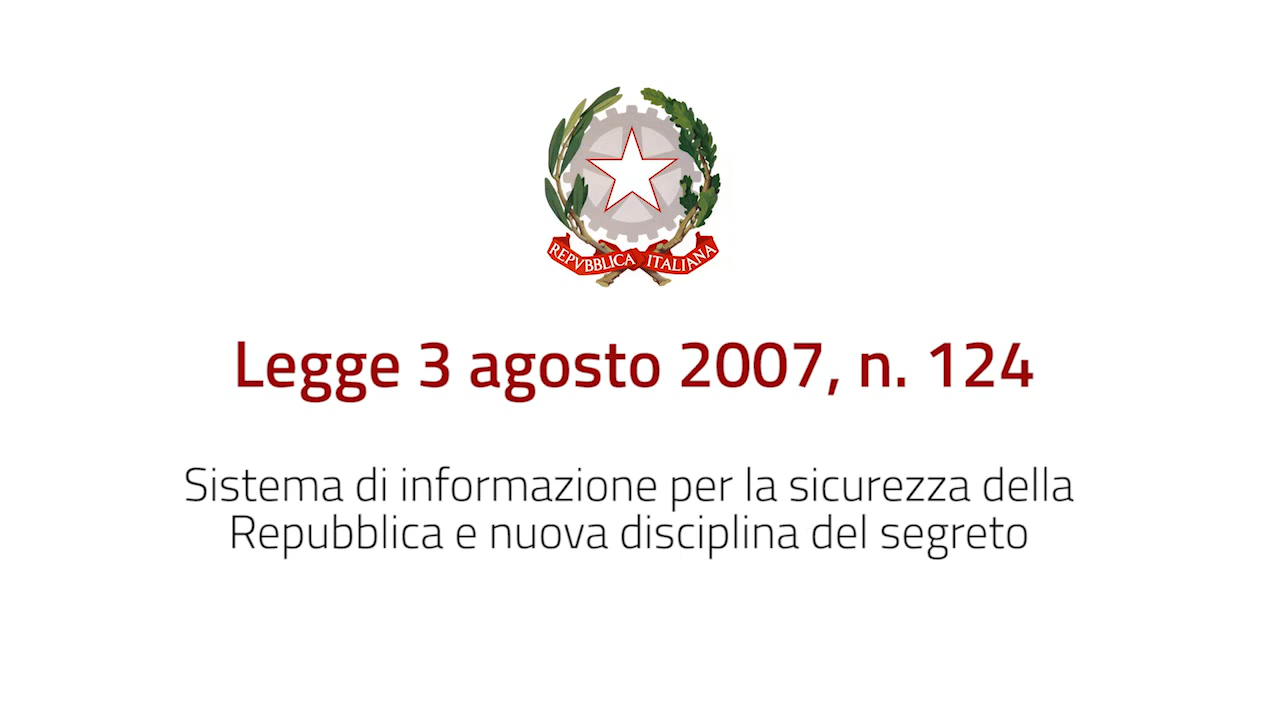 REPVBBLICA ITALIANA
Legge 3 agosto 2007, n. 124
Sistema di informazione per la sicurezza della
Repubblica e nuova disciplina del segreto